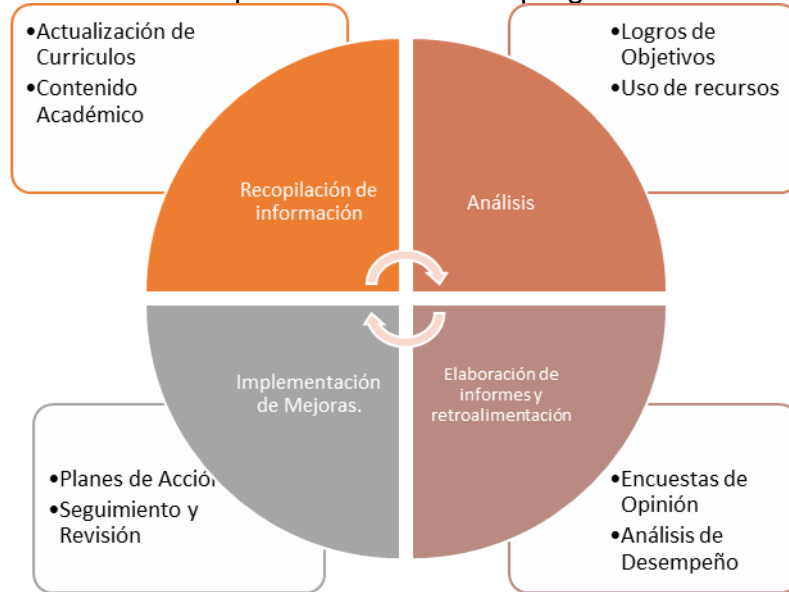 •Actualización de
Curriculos
•Contenido
Académico
•Logros de
Objetivos
•Uso de recursos
Recopilación de
información
Análisis
Implementación
de Mejoras.
Elaboración de
informes y
retroalimentación
•Planes de
•Seguimiento y
Revisión
•Encuestas de
Opinión
•Análisis de
Desempeño